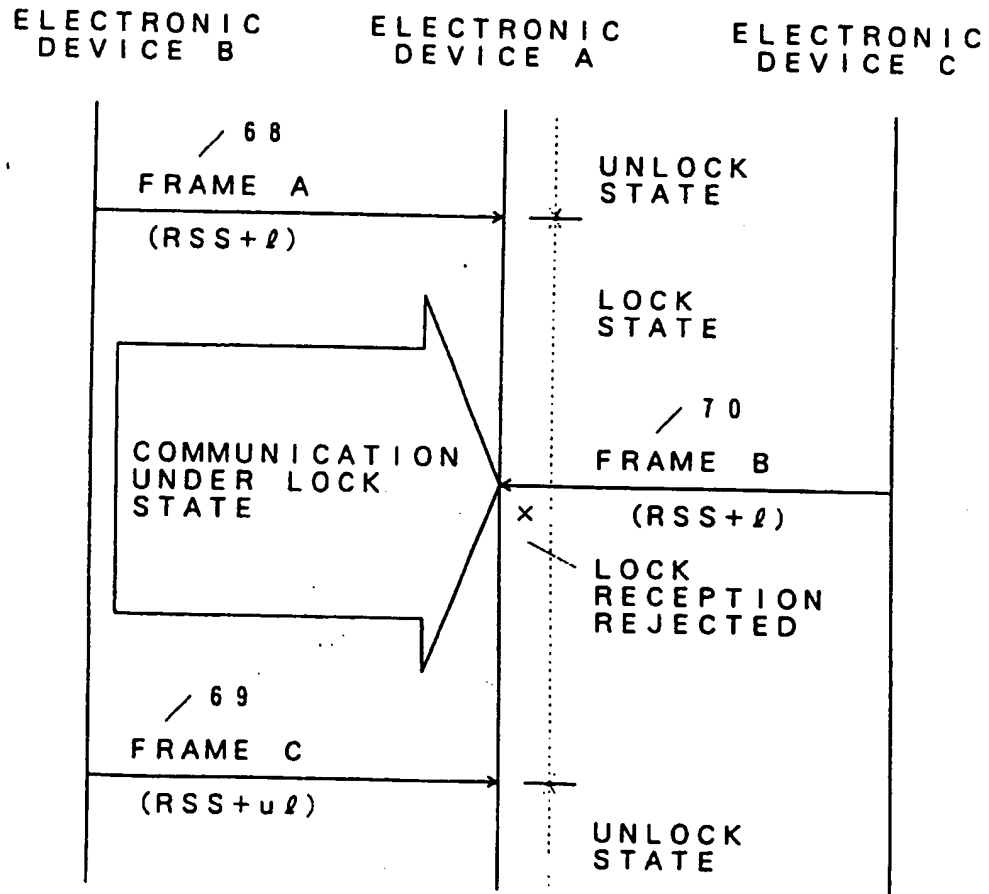 ELECTRONIC
DEVICE B
ELECTRONIC
DEVICE A
ELECTRONIC
DEVICE C
68
FRAME A
(RSS+ℓ)
UNLOCK
STATE
LOCK
STATE
COMMUNICATION
UNDER LOCK
STATE
70
FRAME B
(RSS+ℓ)
×
LOCK
RECEPTION
REJECTED
69
FRAME C
(RSS+uℓ)
UNLOCK
STATE